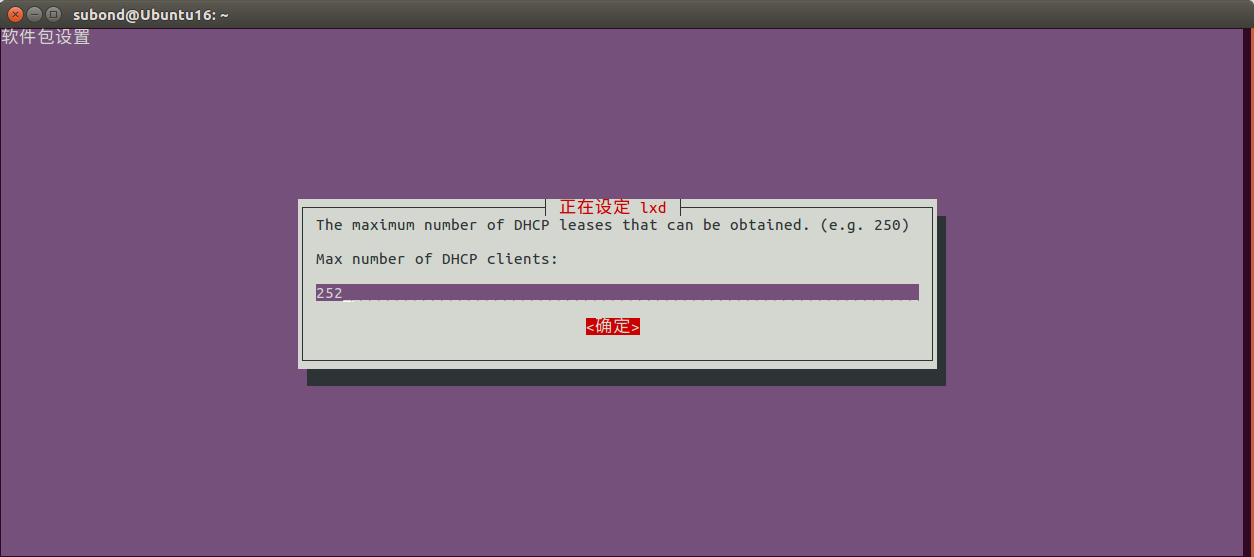 subond@Ubuntu16: ~
软件包设置
正在设定 lxd
The maximum number of DHCP leases that can be obtained. (e.g. 250)
Max number of DHCP clients:
252
<确定>